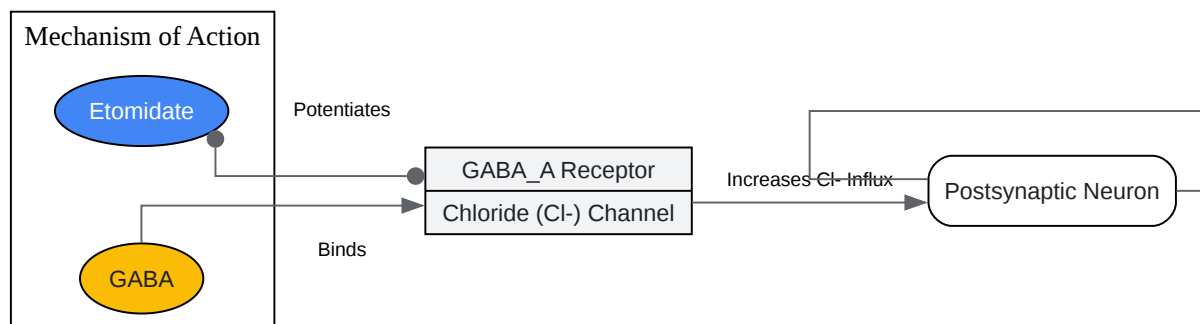 Mechanism of Action
Etomidate
Potentiates
GABA_A Receptor
Increases Cl- Influx
Postsynaptic Neuron
Chloride (Cl-) Channel
Binds
GABA